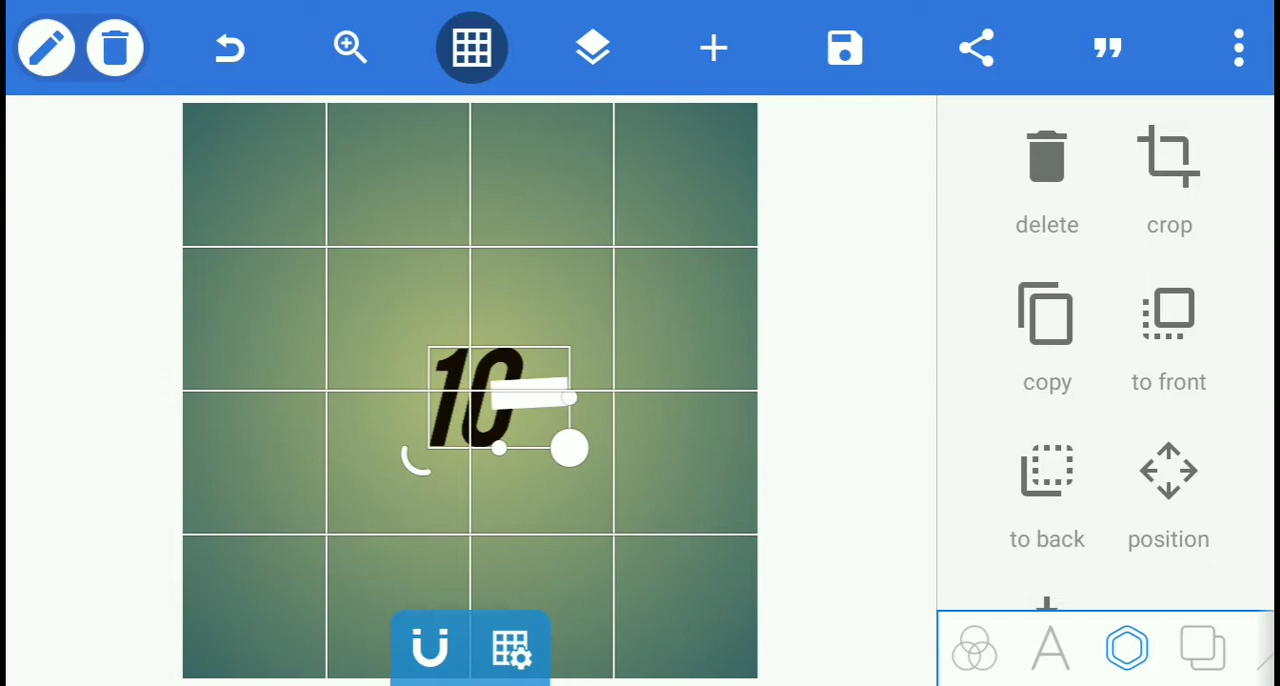 delete
crop
10
copy
to front
to back
position